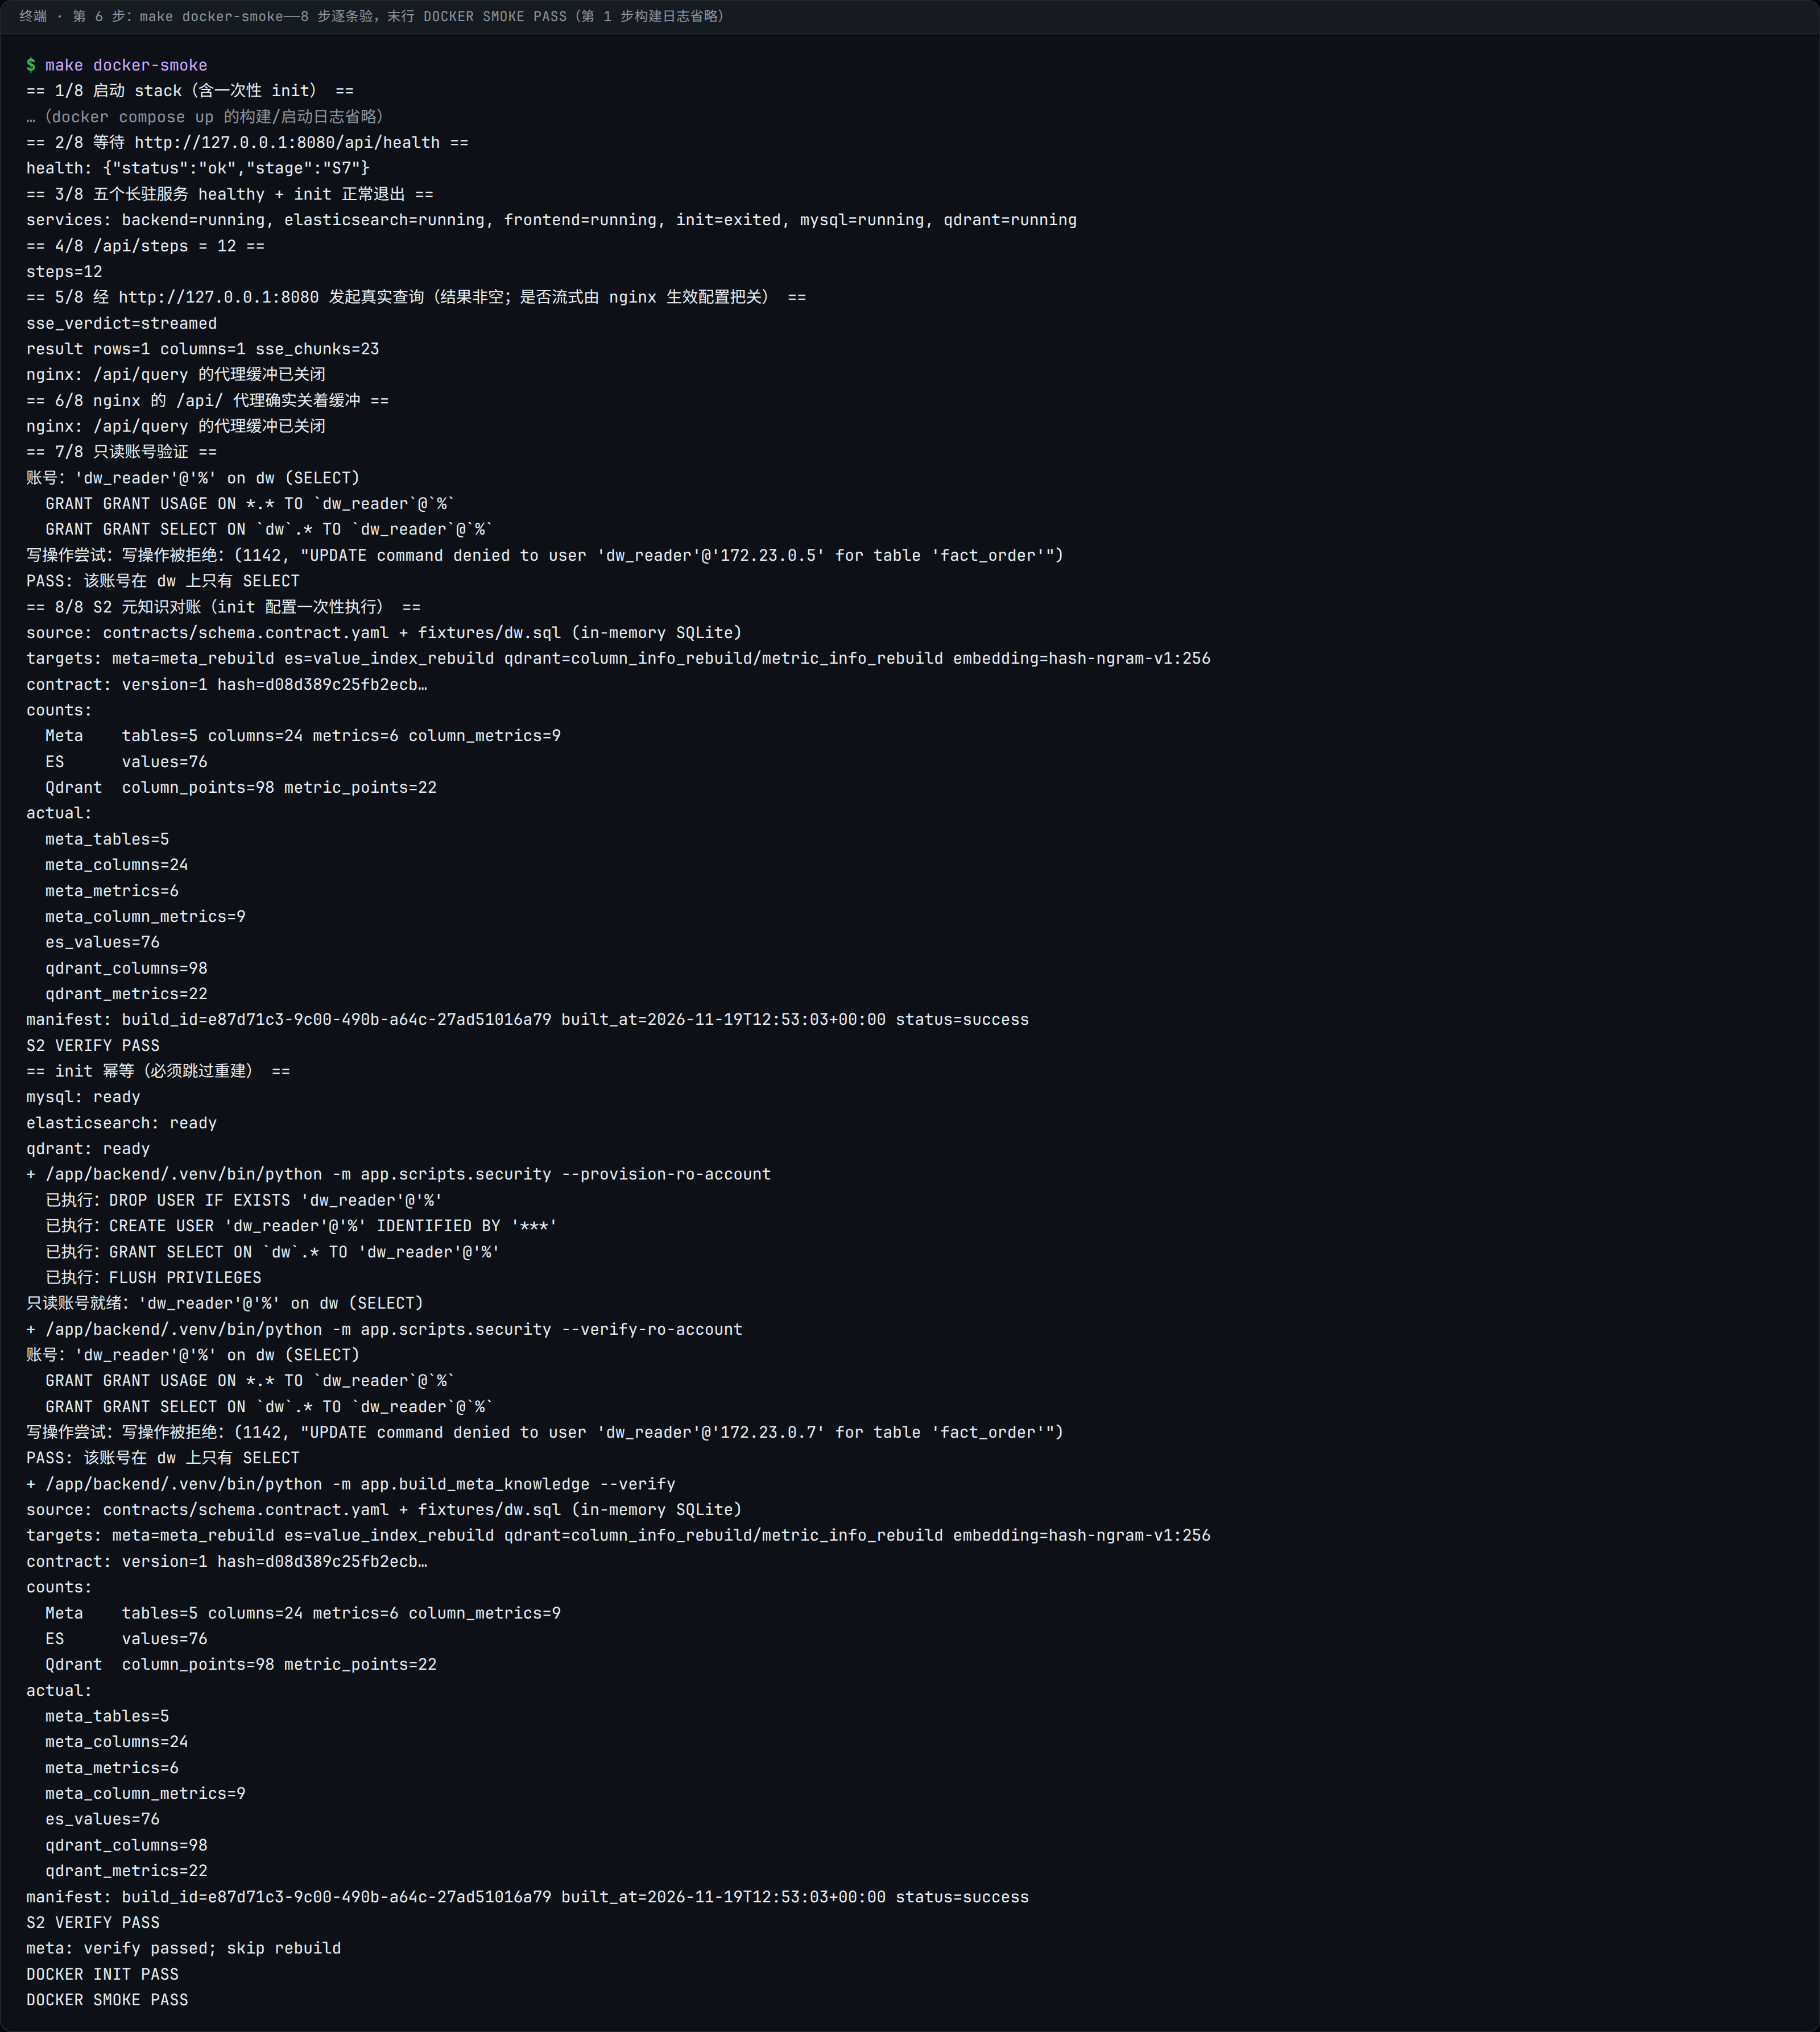 终端 · 第 6 步：make docker-smoke——8 步逐条验，末行 DOCKER SMOKE PASS（第 1 步构建日志省略）
$ make docker-smoke
== 1/8 启动 stack（含一次性 init） ==
…（docker compose up 的构建/启动日志省略）
== 2/8 等待 http://127.0.0.1:8080/api/health ==
health: {"status":"ok","stage":"S7"}
== 3/8 五个长驻服务 healthy + init 正常退出 ==
services: backend=running, elasticsearch=running, frontend=running, init=exited, mysql=running, qdrant=running
== 4/8 /api/steps = 12 ==
steps=12
== 5/8 经 http://127.0.0.1:8080 发起真实查询（结果非空；是否流式由 nginx 生效配置把关） ==
sse_verdict=streamed
result rows=1 columns=1 sse_chunks=23
nginx: /api/query 的代理缓冲已关闭
== 6/8 nginx 的 /api/ 代理确实关着缓冲 ==
nginx: /api/query 的代理缓冲已关闭
== 7/8 只读账号验证 ==
账号：'dw_reader'@'%' on dw (SELECT)
  GRANT GRANT USAGE ON *.* TO `dw_reader`@`%`
  GRANT GRANT SELECT ON `dw`.* TO `dw_reader`@`%`
写操作尝试：写操作被拒绝：(1142, "UPDATE command denied to user 'dw_reader'@'172.23.0.5' for table 'fact_order'")
PASS: 该账号在 dw 上只有 SELECT
== 8/8 S2 元知识对账（init 配置一次性执行） ==
source: contracts/schema.contract.yaml + fixtures/dw.sql (in-memory SQLite)
targets: meta=meta_rebuild es=value_index_rebuild qdrant=column_info_rebuild/metric_info_rebuild embedding=hash-ngram-v1:256
contract: version=1 hash=d08d389c25fb2ecb…
counts:
  Meta    tables=5 columns=24 metrics=6 column_metrics=9
  ES      values=76
  Qdrant  column_points=98 metric_points=22
actual:
  meta_tables=5
  meta_columns=24
  meta_metrics=6
  meta_column_metrics=9
  es_values=76
  qdrant_columns=98
  qdrant_metrics=22
manifest: build_id=e87d71c3-9c00-490b-a64c-27ad51016a79 built_at=2026-11-19T12:53:03+00:00 status=success
S2 VERIFY PASS
== init 幂等（必须跳过重建） ==
mysql: ready
elasticsearch: ready
qdrant: ready
+ /app/backend/.venv/bin/python -m app.scripts.security --provision-ro-account
  已执行：DROP USER IF EXISTS 'dw_reader'@'%'
  已执行：CREATE USER 'dw_reader'@'%' IDENTIFIED BY '***'
  已执行：GRANT SELECT ON `dw`.* TO 'dw_reader'@'%'
  已执行：FLUSH PRIVILEGES
只读账号就绪：'dw_reader'@'%' on dw (SELECT)
+ /app/backend/.venv/bin/python -m app.scripts.security --verify-ro-account
账号：'dw_reader'@'%' on dw (SELECT)
  GRANT GRANT USAGE ON *.* TO `dw_reader`@`%`
  GRANT GRANT SELECT ON `dw`.* TO `dw_reader`@`%`
写操作尝试：写操作被拒绝：(1142, "UPDATE command denied to user 'dw_reader'@'172.23.0.7' for table 'fact_order'")
PASS: 该账号在 dw 上只有 SELECT
+ /app/backend/.venv/bin/python -m app.build_meta_knowledge --verify
source: contracts/schema.contract.yaml + fixtures/dw.sql (in-memory SQLite)
targets: meta=meta_rebuild es=value_index_rebuild qdrant=column_info_rebuild/metric_info_rebuild embedding=hash-ngram-v1:256
contract: version=1 hash=d08d389c25fb2ecb…
counts:
  Meta    tables=5 columns=24 metrics=6 column_metrics=9
  ES      values=76
  Qdrant  column_points=98 metric_points=22
actual:
  meta_tables=5
  meta_columns=24
  meta_metrics=6
  meta_column_metrics=9
  es_values=76
  qdrant_columns=98
  qdrant_metrics=22
manifest: build_id=e87d71c3-9c00-490b-a64c-27ad51016a79 built_at=2026-11-19T12:53:03+00:00 status=success
S2 VERIFY PASS
meta: verify passed; skip rebuild
DOCKER INIT PASS
DOCKER SMOKE PASS